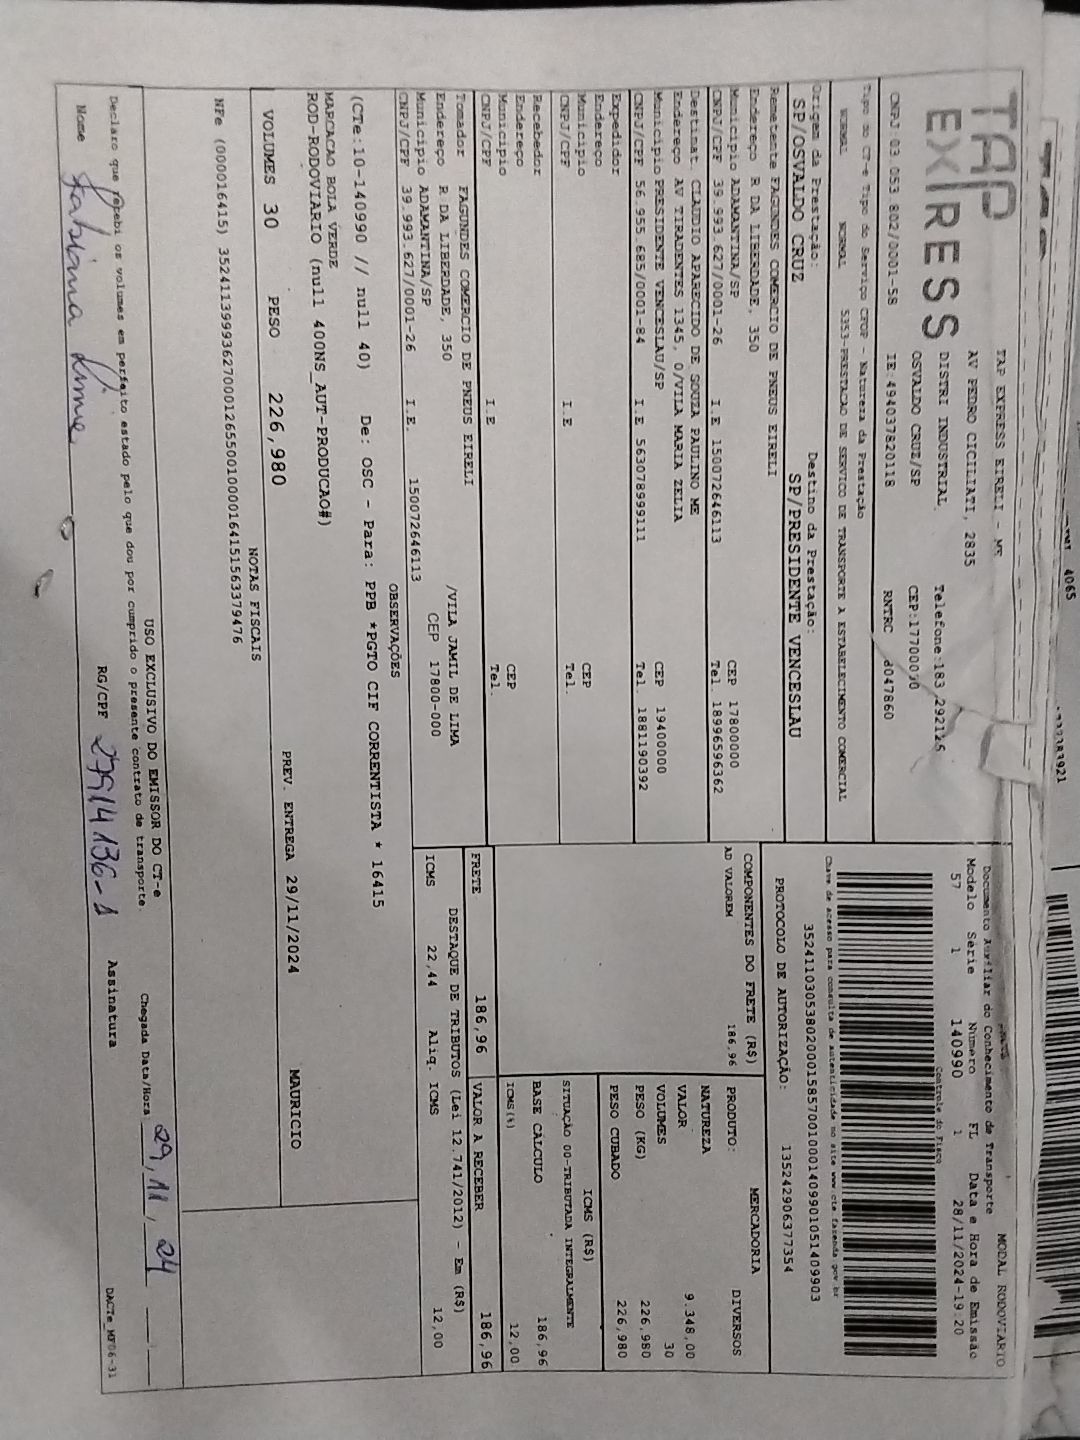 TAP
EXPRESS
TAP EXPRESS EIRELI - ME
AV PEDRO CICILIATI, 2835
DISTRI INDUSTRIAL
OSVALDO CRUZ/SP CEP:17700000
CNPJ 03 053 802/0001-58 IE:494037820118 RNTRC
Documento Auxiliar do Conhecimento de Transporte MODAL RODOVIARIO
Modelo Série Número FL Data e Hora de Emissão
57 1 140990 1 28/11/2024-19:20
Controle do Fisco
Chave de acesso para consulta de autenticidade no site www.cte.fazenda.gov.br
35241103053802000158570010001409901051409903
PROTOCOLO DE AUTORIZAÇÃO: 135242906377354
Tipo do CT-e Tipo do Serviço CFOP - Natureza da Prestação
NORMAL NORMAL 5353-PRESTACAO DE SERVICO DE TRANSPORTE A ESTABELECIMENTO COMERCIAL
Origem da Prestação: Destino da Prestação:
SP/OSVALDO CRUZ SP/PRESIDENTE VENCESLAU
Remetente FAGUNDES COMERCIO DE PNEUS EIRELI
Endereço R DA LIBERDADE, 350
Municipio ADAMANTINA/SP CEP 17800000
CNPJ/CPF 39.993.627/0001-26 I.E 150072646113 Tel. 18996596362
Destinat. CLAUDIO APARECIDO DE SOUZA PAULINO ME
Endereço AV TIRADENTES 1345, 0/VILA MARIA ZELIA
Municipio PRESIDENTE VENCESLAU/SP CEP 19400000
CNPJ/CPF 56.955.685/0001-84 I.E 563078999111 Tel 1881190392
Expedidor
Endereço
Municipio CEP
CNPJ/CPF I.E Tel.
Recebedor
Endereço
Municipio CEP
CNPJ/CPF I.E Tel.
Tomador FAGUNDES COMERCIO DE PNEUS EIRELI
Endereço R DA LIBERDADE, 350 /VILA JAMIL DE LIMA
Municipio ADAMANTINA/SP CEP 17800-000
CNPJ/CPF 39.993.627/0001-26 I.E. 150072646113
COMPONENTES DO FRETE (R$)
AD VALOREM 186,96
PRODUTO: MERCADORIA
NATUREZA DIVERSOS
VALOR 9.348,00
VOLUMES 30
PESO (KG) 226,980
PESO CUBADO 226,980
ICMS (R$)
SITUAÇÃO 00-TRIBUTADA INTEGRALMENTE
BASE CÁLCULO 186,96
ICMS(%) 12,00
FRETE 186,96 VALOR A RECEBER 186,96
DESTAQUE DE TRIBUTOS (Lei 12.741/2012) - Em (R$)
ICMS 22,44 Aliq. ICMS 12,00
OBSERVAÇÕES
(CTe:10-140990 // null 40) De: OSC - Para: PPB *PGTO CIF CORRENTISTA * 16415
MARCACAO BOLA VERDE
ROD-RODOVIARIO (null 400NS_AUT-PRODUCAO#)
VOLUMES 30 PESO 226,980 PREV. ENTREGA 29/11/2024 MAURICIO
NOTAS FISCAIS
NFe (000016415) 35241139993627000126550010000164151563379476
USO EXCLUSIVO DO EMISSOR DO CT-e
Declaro que recebi os volumes em perfeito estado pelo que dou por cumprido o presente contrato de transporte.
Chegada Data/Hora 29/11/24
Nome RG/CPF 27914136-1 Assinatura
DACTe_MF06-31